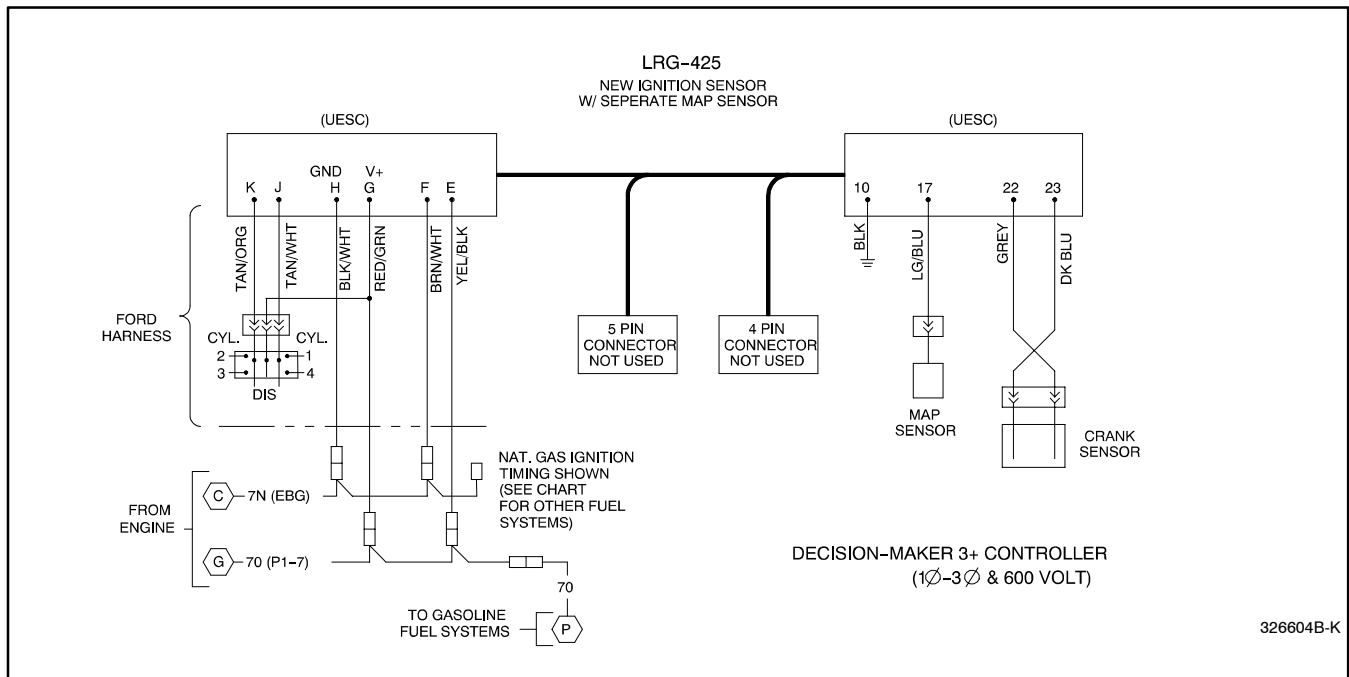 LRG-425
NEW IGNITION SENSOR
W/ SEPERATE MAP SENSOR
(UESC)
(UESC)
GND V+
K J H G F E
10 17 22 23
TAN/ORG
TAN/WHT
BLK/WHT
RED/GRN
BRN/WHT
YEL/BLK
BLK
LG/BLU
GREY
DK BLU
FORD
HARNESS
CYL. CYL.
2 1
3 4
DIS
5 PIN
CONNECTOR
NOT USED
4 PIN
CONNECTOR
NOT USED
MAP
SENSOR
CRANK
SENSOR
NAT. GAS IGNITION
TIMING SHOWN
(SEE CHART
FOR OTHER FUEL
SYSTEMS)
FROM
ENGINE
C 7N (EBG)
G 70 (P1-7)
70
TO GASOLINE
FUEL SYSTEMS
P
DECISION-MAKER 3+ CONTROLLER
(1Ø-3Ø & 600 VOLT)
326604B-K